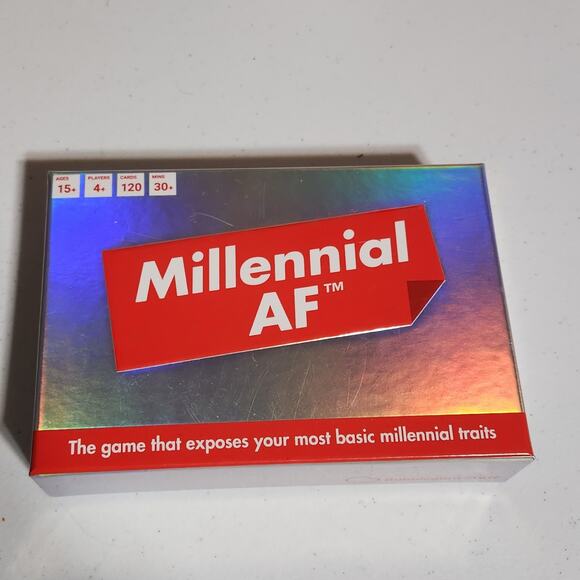 AGES PLAYERS CARDS MINS
15+ 4+ 120 30+
Millennial
AF™
The game that exposes your most basic millennial traits